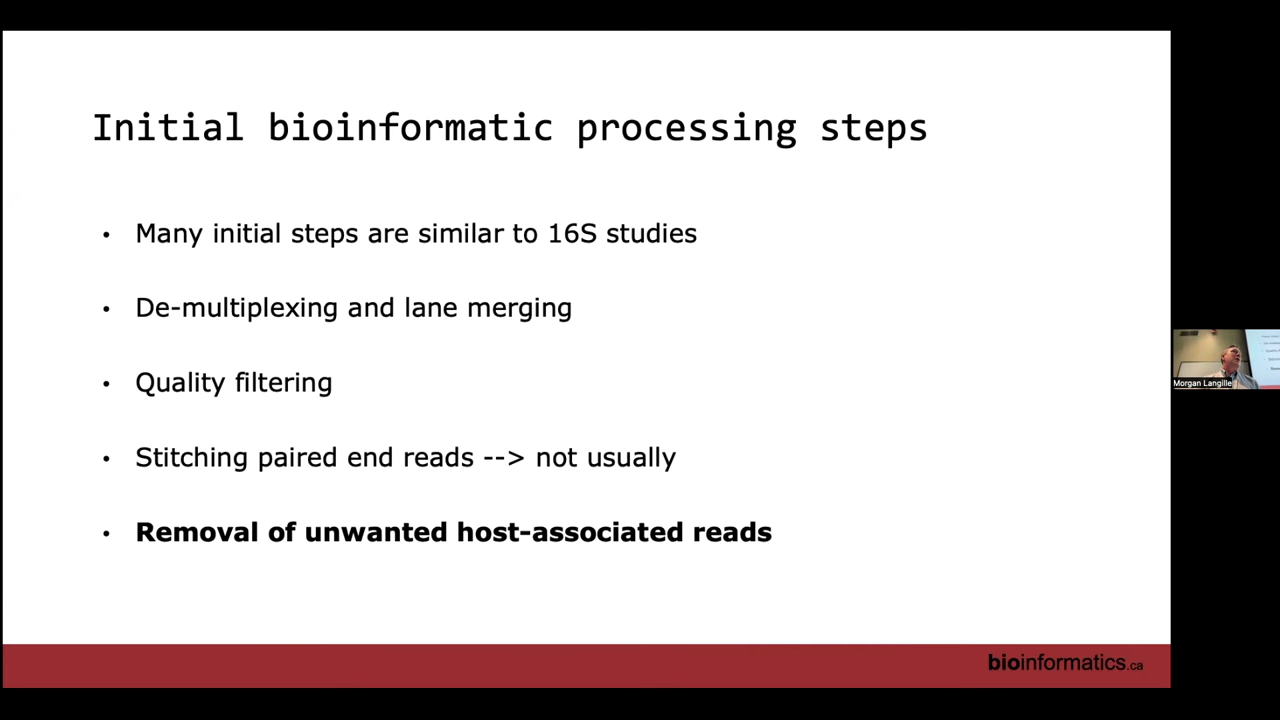 Initial bioinformatic processing steps
• Many initial steps are similar to 16S studies
• De-multiplexing and lane merging
• Quality filtering
• Stitching paired end reads --> not usually
• Removal of unwanted host-associated reads
Morgan Langille
bioinformatics.ca